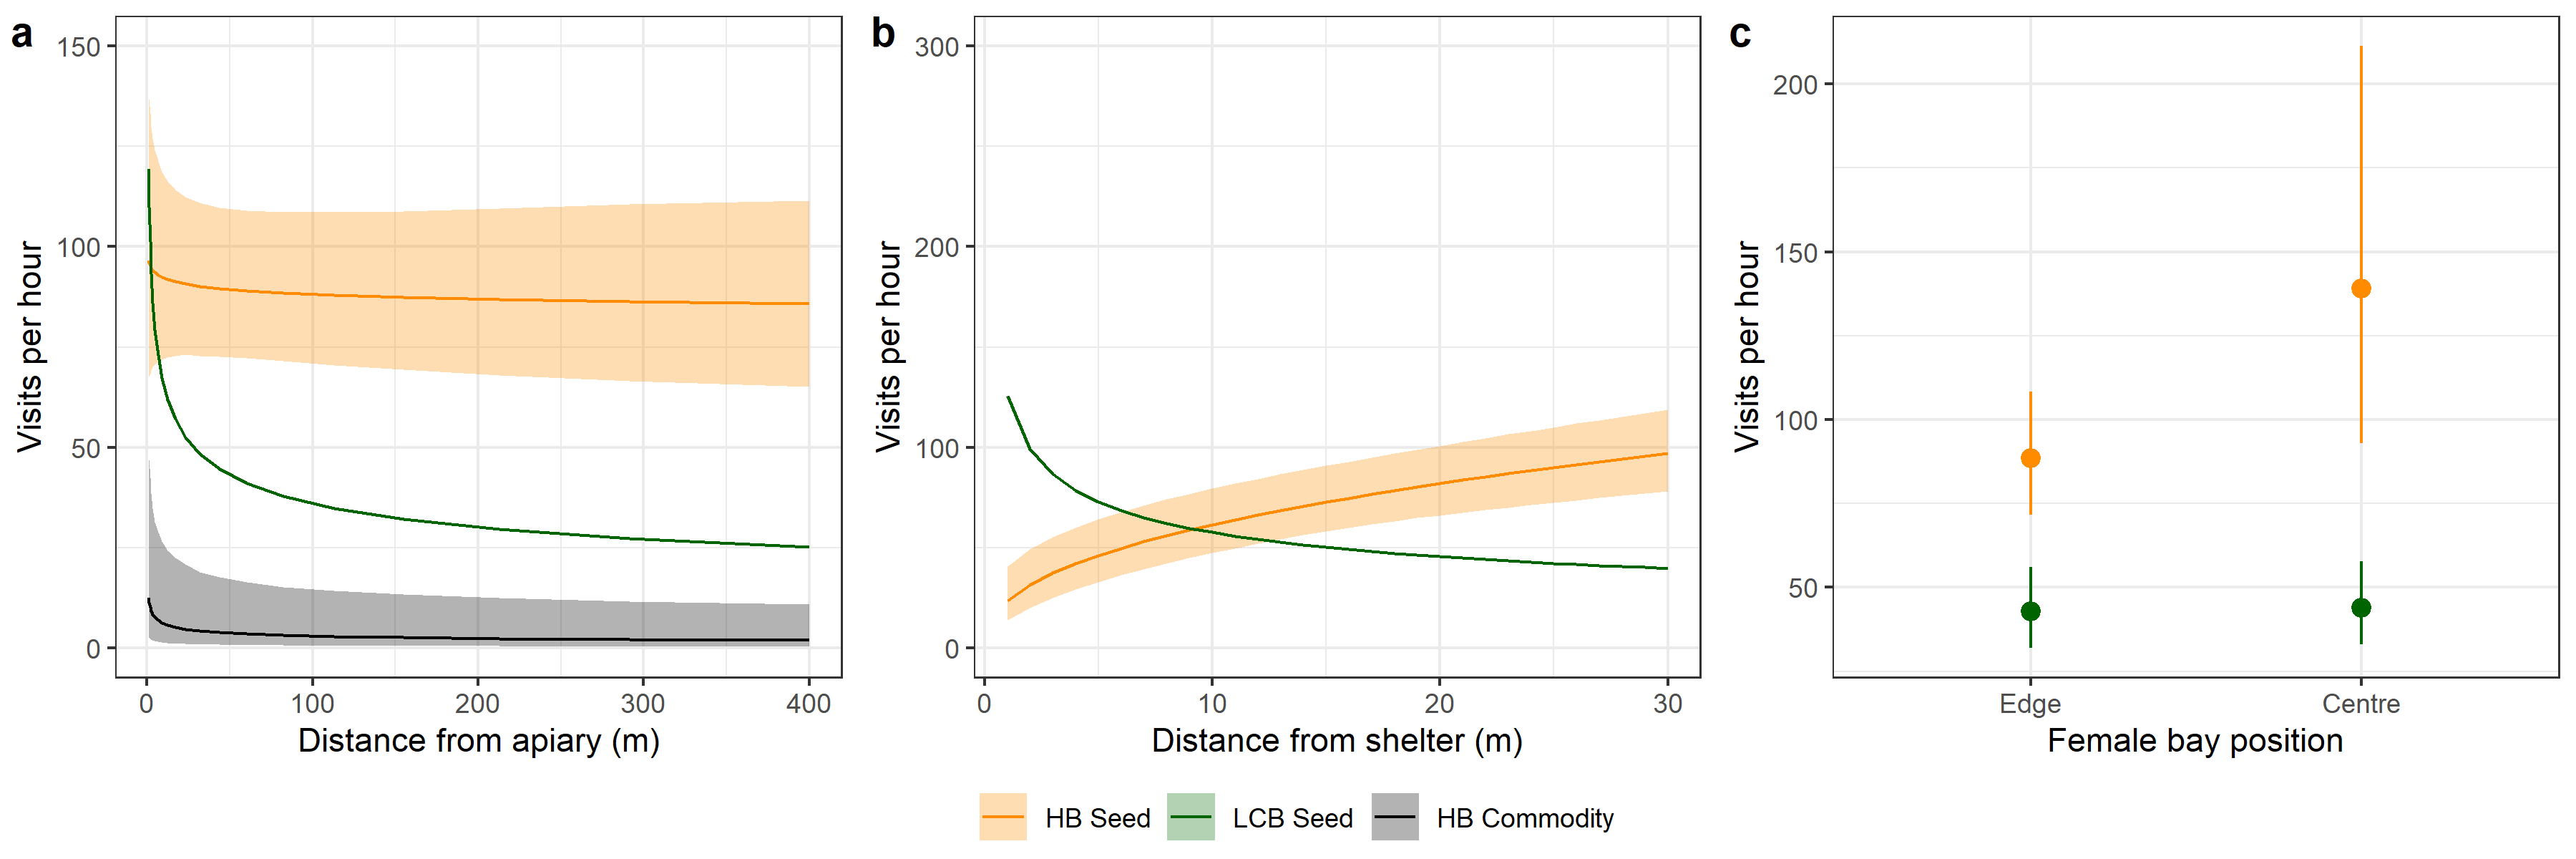 a
150
100
50
0
Visits per hour
0 100 200 300 400
Distance from apiary (m)
b
300
200
100
0
Visits per hour
0 10 20 30
Distance from shelter (m)
c
200
150
100
50
Visits per hour
Edge Centre
Female bay position
HB Seed LCB Seed HB Commodity